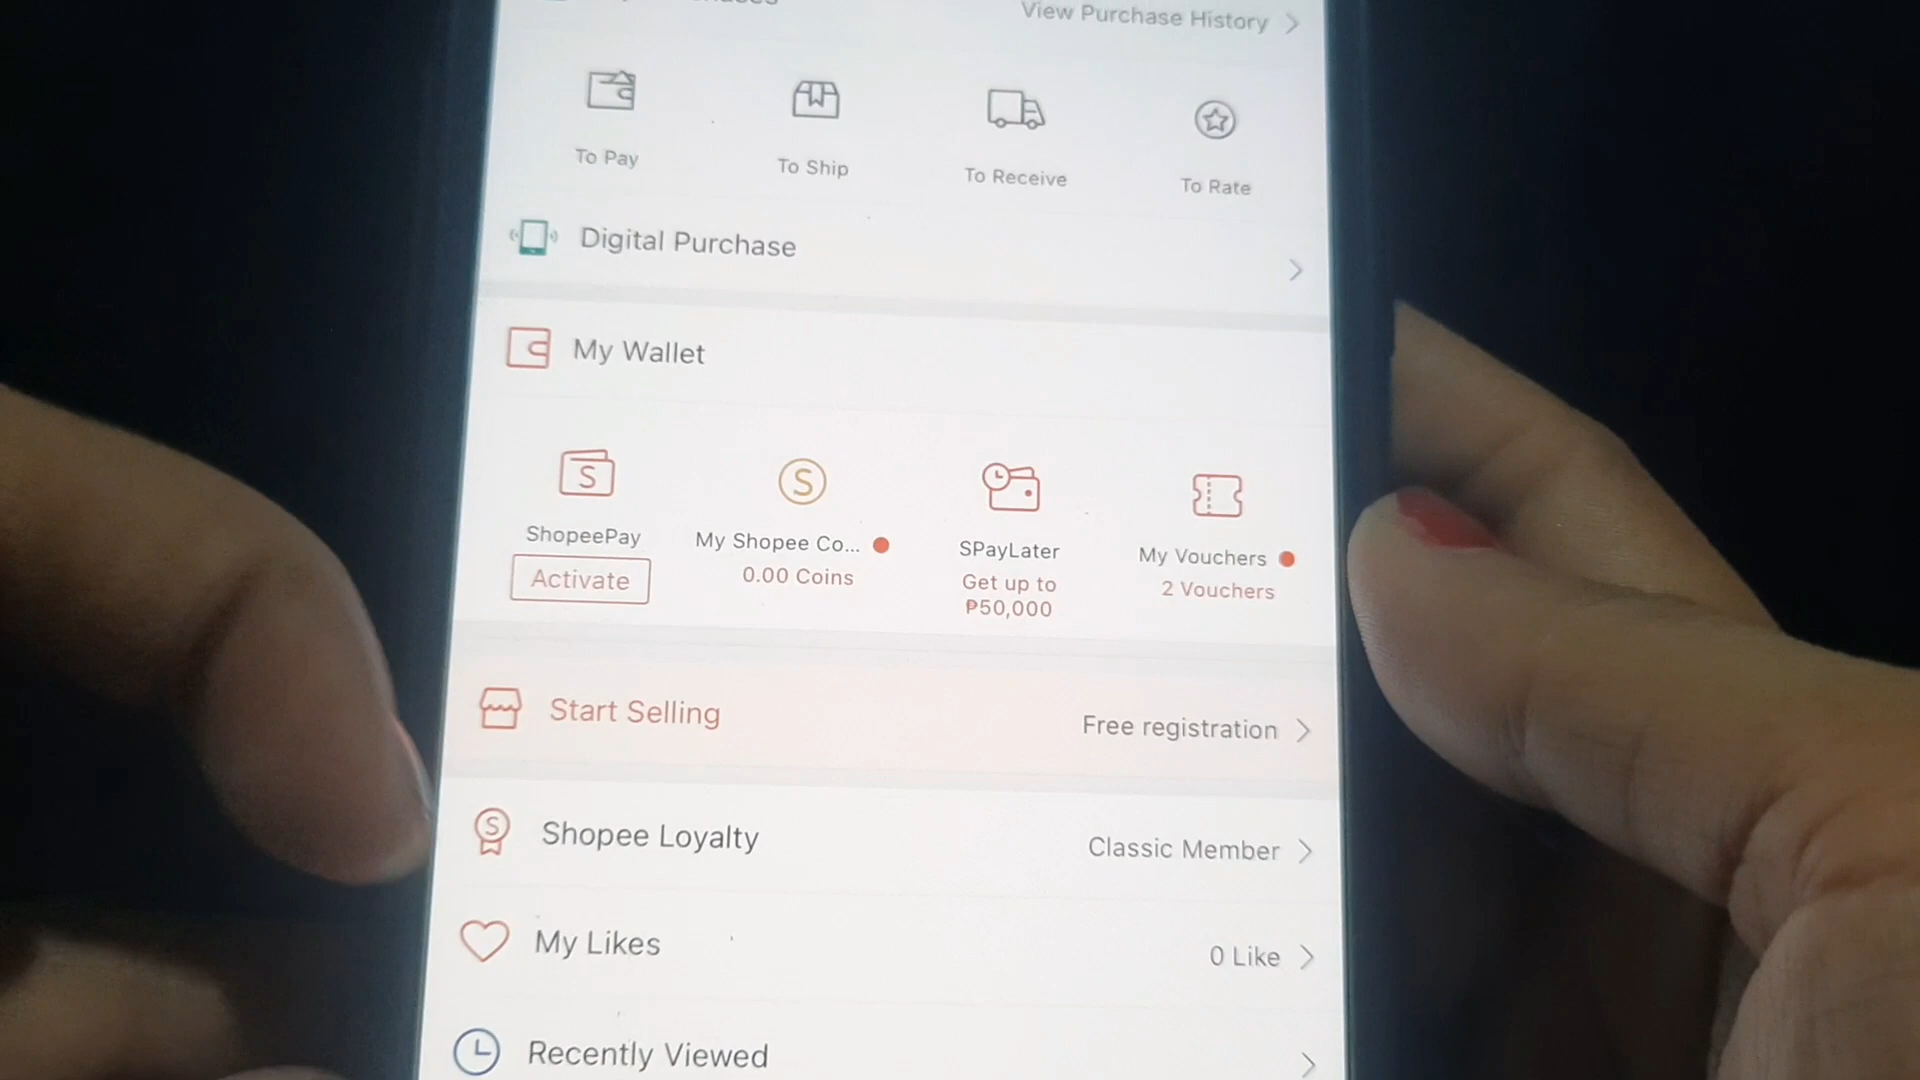 View Purchase History
To Pay
To Ship
To Receive
To Rate
Digital Purchase
My Wallet
ShopeePay
Activate
My Shopee Co...
0.00 Coins
SPayLater
Get up to
₱50,000
My Vouchers
2 Vouchers
Start Selling
Free registration
Shopee Loyalty
Classic Member
My Likes
0 Like
Recently Viewed